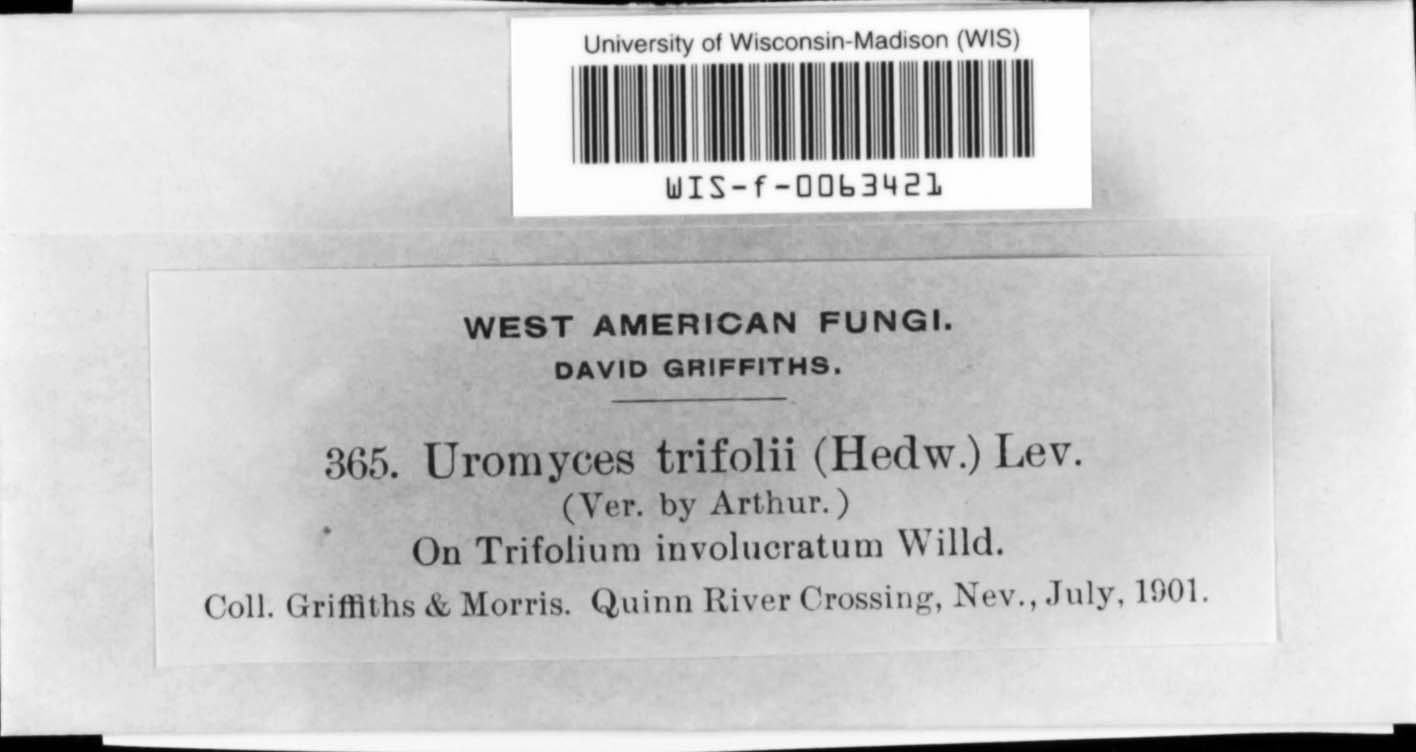 University of Wisconsin-Madison (WIS)
WIS-f-0063421
WEST AMERICAN FUNGI.
DAVID GRIFFITHS.
365. Uromyces trifolii (Hedw.) Lev.
(Ver. by Arthur.)
On Trifolium involucratum Willd.
Coll. Griffiths & Morris. Quinn River Crossing, Nev., July, 1901.